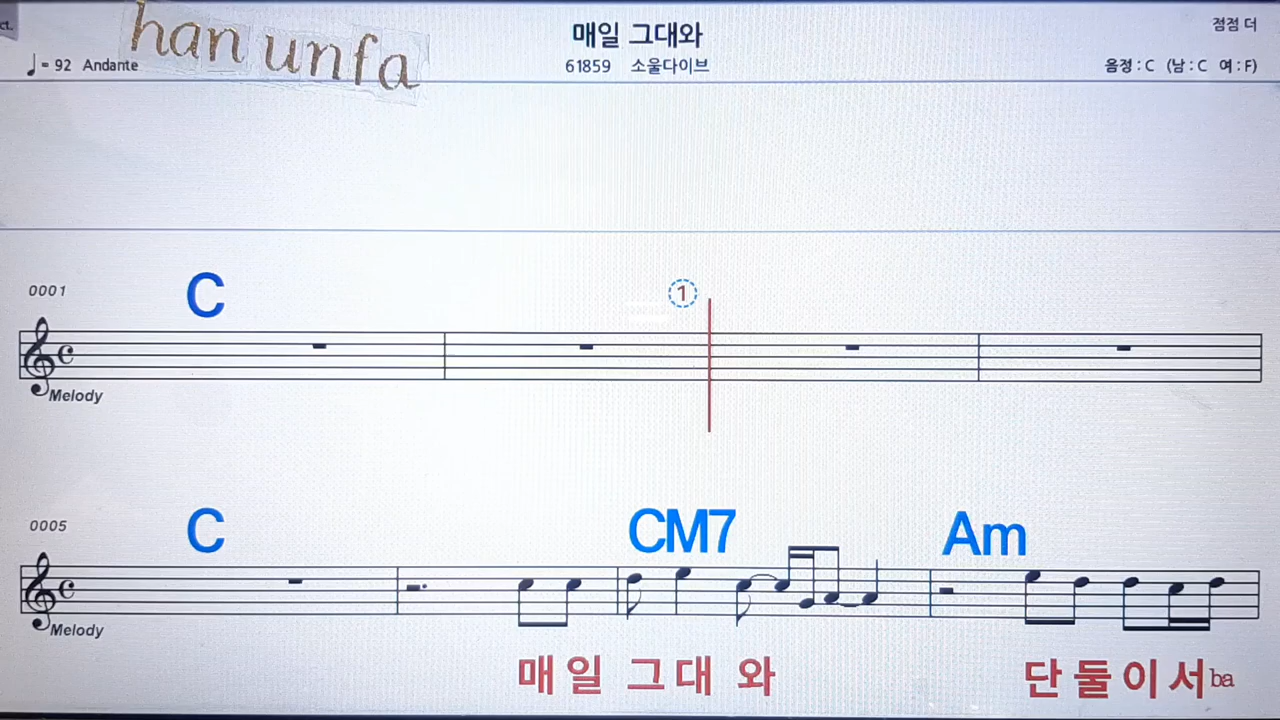 ct.
han unfa
매일 그대와
점점 더
♩= 92 Andante
61859 소울다이브
음정 : C (남 : C 여 : F)
0001
C
1
Melody
0005
C CM7 Am
Melody
매일 그대 와 단둘이서ba